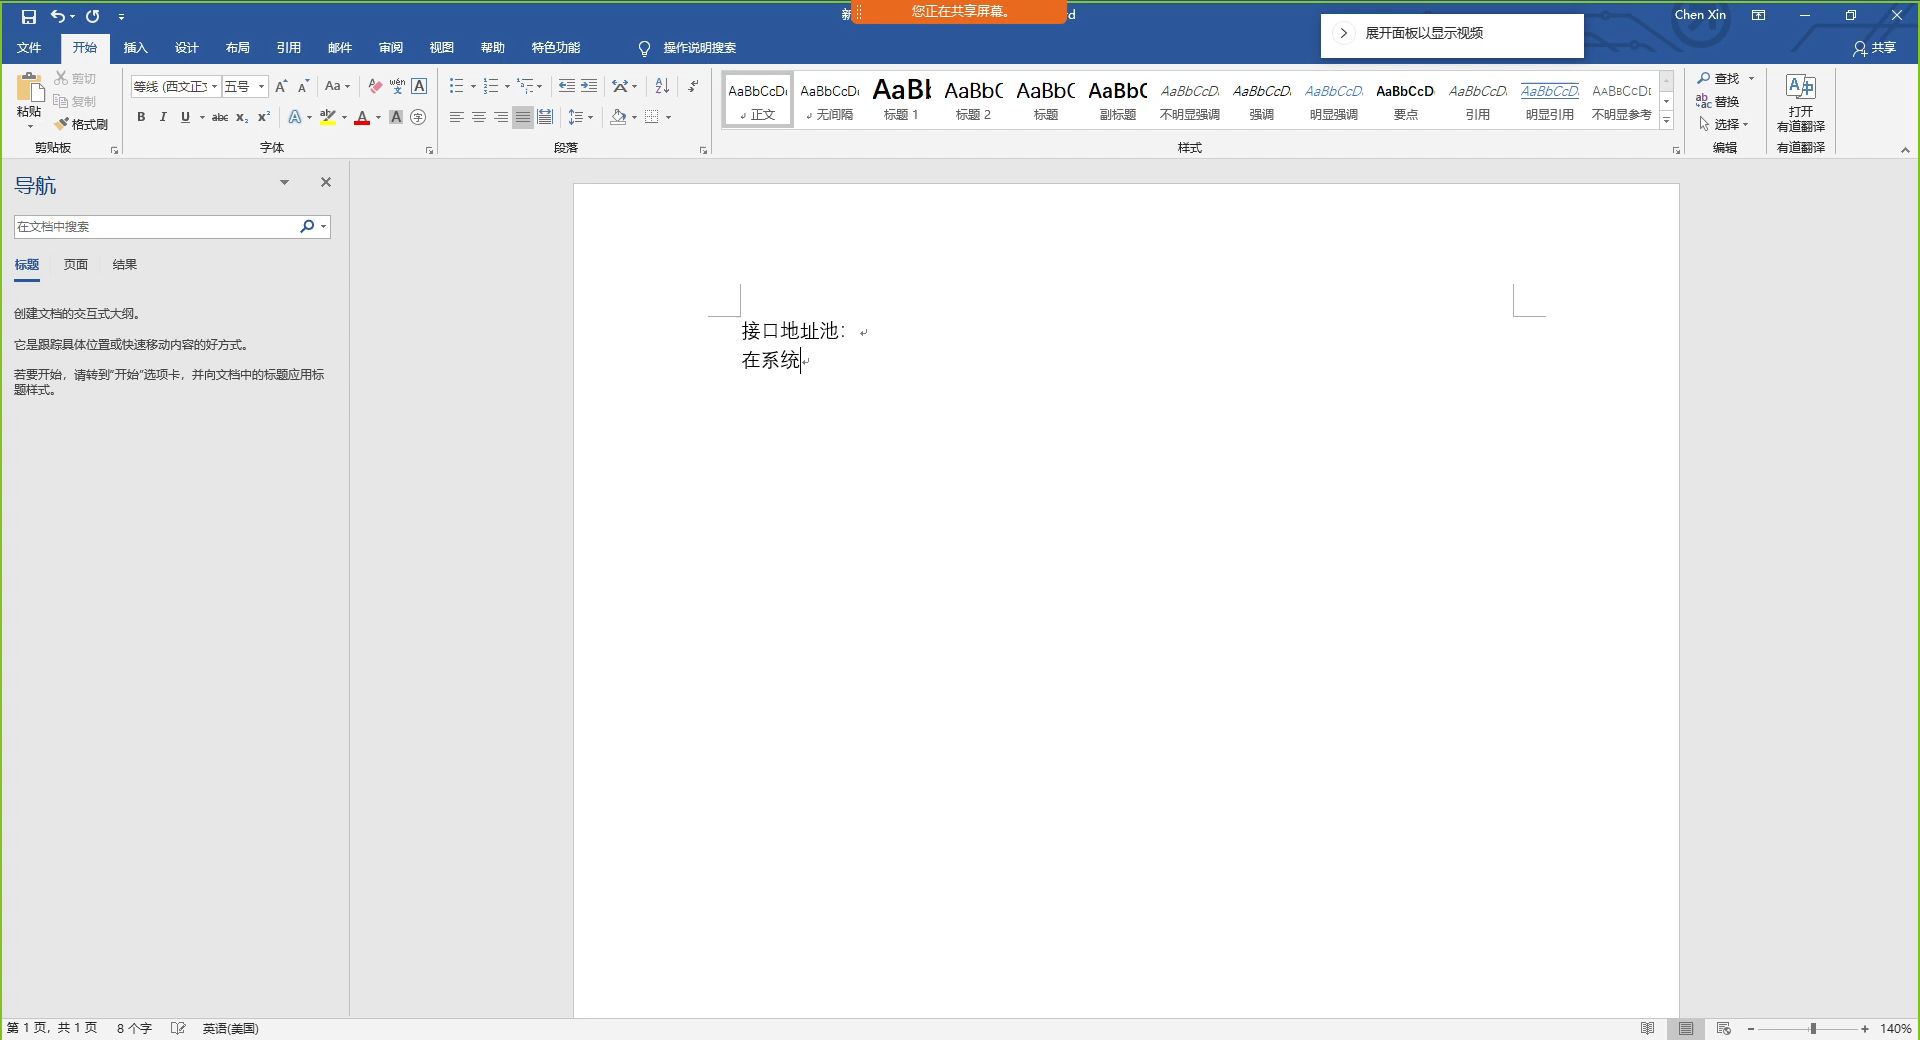 新
您正在共享屏幕。
d
Chen Xin
展开面板以显示视频
文件 开始 插入 设计 布局 引用 邮件 审阅 视图 帮助 特色功能 操作说明搜索 共享
粘贴
剪切
复制
格式刷
剪贴板
等线 (西文正文 五号
字体
段落
AaBbCcDd 正文
AaBbCcDd 无间隔
AaBb 标题 1
AaBbC 标题 2
AaBbC 标题
AaBbC 副标题
AaBbCcDd 不明显强调
AaBbCcDd 强调
AaBbCcDd 明显强调
AaBbCcDd 要点
AaBbCcDd 引用
AaBbCcDd 明显引用
AaBbCcDd 不明显参考
样式
查找
替换
选择
编辑
打开
有道翻译
有道翻译
导航
在文档中搜索
标题 页面 结果
创建文档的交互式大纲。
它是跟踪具体位置或快速移动内容的好方式。
若要开始，请转到"开始"选项卡，并向文档中的标题应用标
题样式。
接口地址池：
在系统
第 1 页，共 1 页 8 个字 英语(美国) 140%